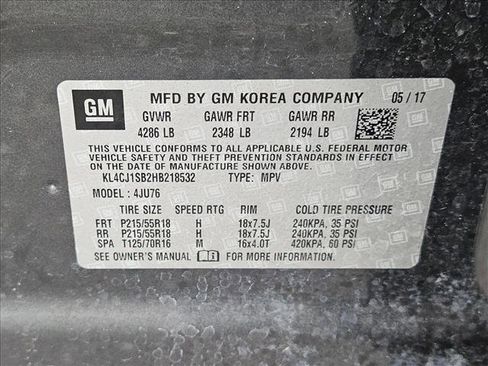 GM MFD BY GM KOREA COMPANY 05/17
GVWR GAWR FRT GAWR RR
4286 LB 2348 LB 2194 LB
THIS VEHICLE CONFORMS TO ALL APPLICABLE U.S. FEDERAL MOTOR
VEHICLE SAFETY AND THEFT PREVENTION STANDARDS IN EFFECT
ON THE DATE OF MANUFACTURE SHOWN ABOVE.
KL4CJ1SB2HB218532 TYPE: MPV
MODEL: 4JU76
TIRE SIZE SPEED RTG RIM COLD TIRE PRESSURE
FRT P215/55R18 H 18x7.5J 240KPA, 35 PSI
RR P215/55R18 H 18x7.5J 240KPA, 35 PSI
SPA T125/70R16 M 16x4.0T 420KPA, 60 PSI
SEE OWNER'S MANUAL FOR MORE INFORMATION